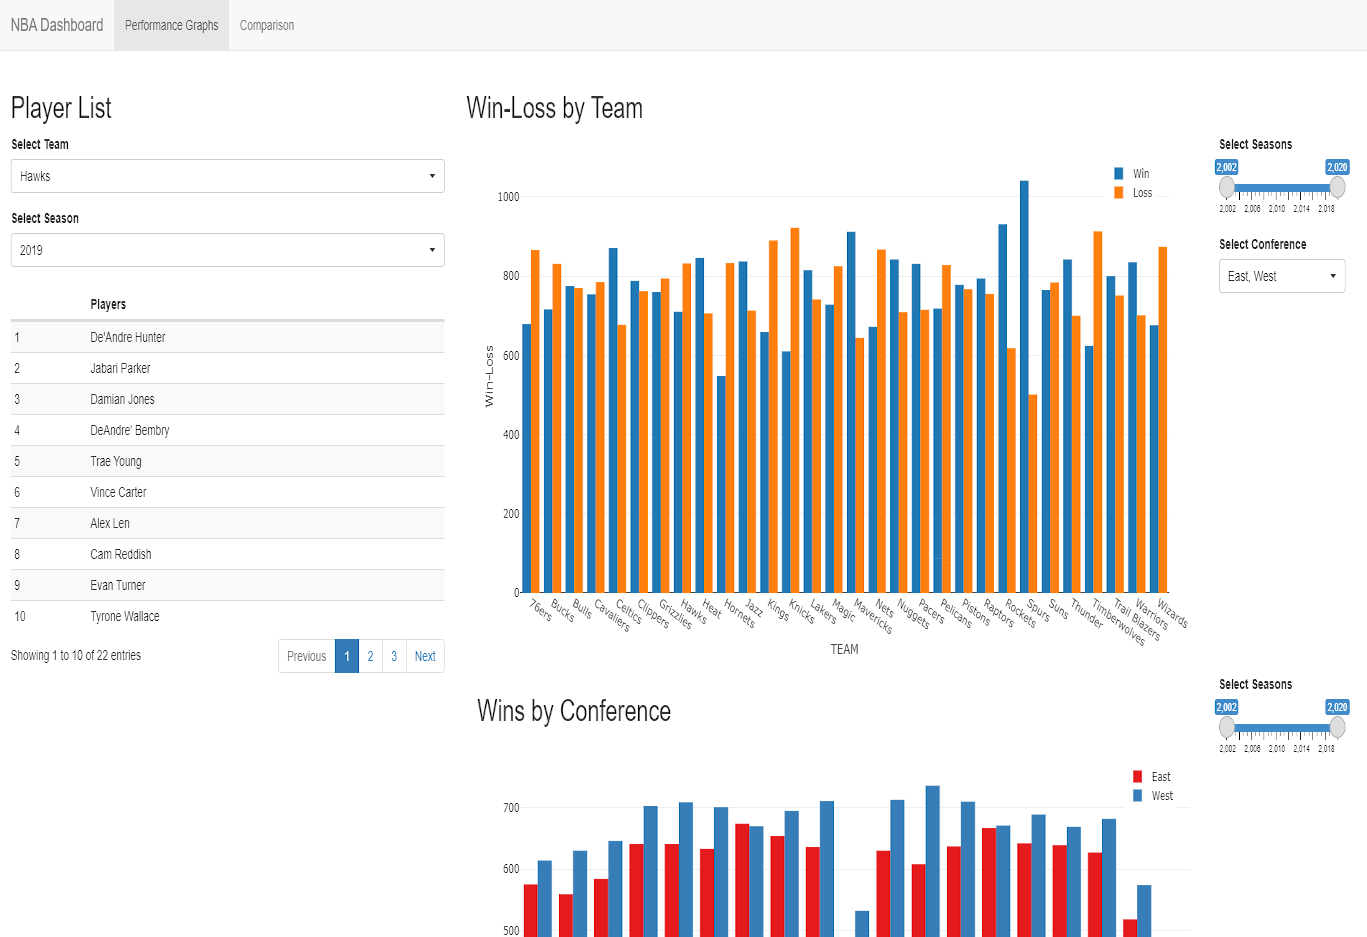 NBA Dashboard Performance Graphs Comparison
Player List
Select Team
Hawks
Select Season
2019
Players
1 De'Andre Hunter
2 Jabari Parker
3 Damian Jones
4 DeAndre' Bembry
5 Trae Young
6 Vince Carter
7 Alex Len
8 Cam Reddish
9 Evan Turner
10 Tyrone Wallace
Showing 1 to 10 of 22 entries
Previous 1 2 3 Next
Win-Loss by Team
Win
Loss
1000
800
600
400
200
0
Win-Loss
76ers
Bucks
Bulls
Cavaliers
Celtics
Clippers
Grizzlies
Hawks
Heat
Hornets
Jazz
Kings
Knicks
Lakers
Magic
Mavericks
Nets
Nuggets
Pacers
Pelicans
Pistons
Raptors
Rockets
Spurs
Suns
Thunder
Timberwolves
Trail Blazers
Warriors
Wizards
TEAM
Select Seasons
2,002 2,020
2,002 2,006 2,010 2,014 2,018
Select Conference
East, West
Wins by Conference
East
West
700
600
500
Select Seasons
2,002 2,020
2,002 2,006 2,010 2,014 2,018